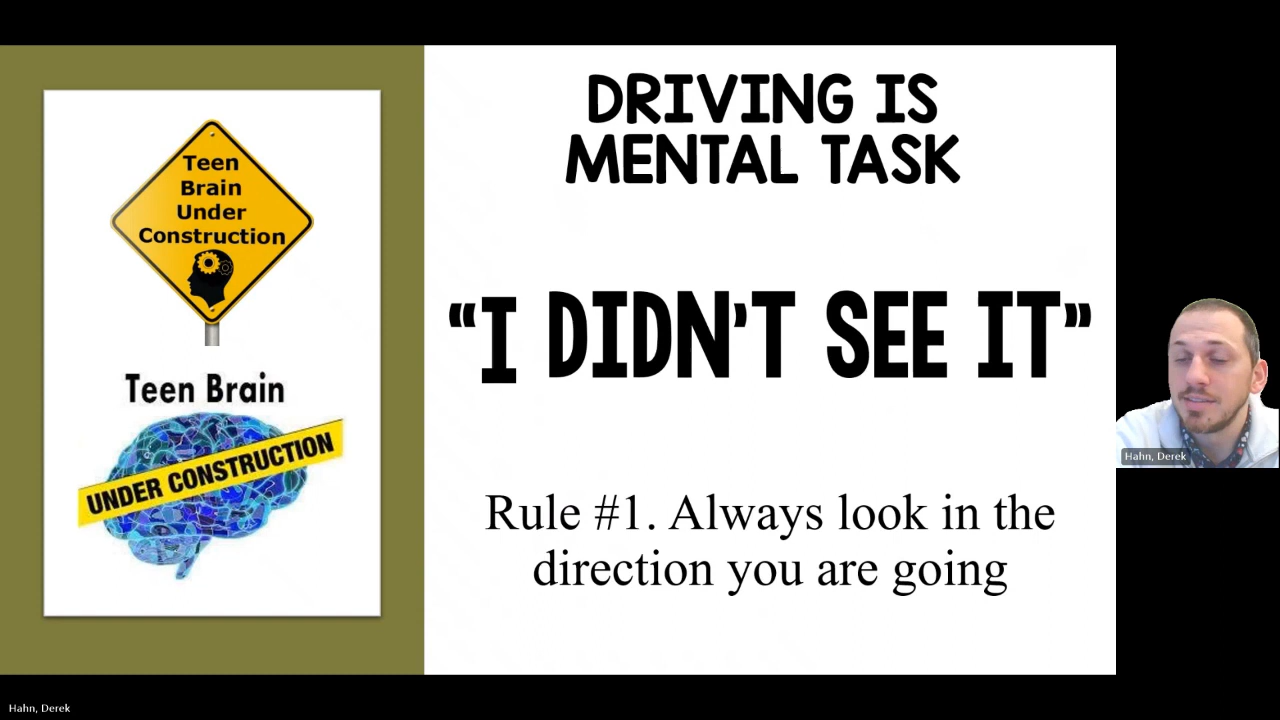 Teen
Brain
Under
Construction
Teen Brain
UNDER CONSTRUCTION
DRIVING IS
MENTAL TASK
“I DIDN’T SEE IT”
Rule #1. Always look in the
direction you are going
Hahn, Derek
Hahn, Derek